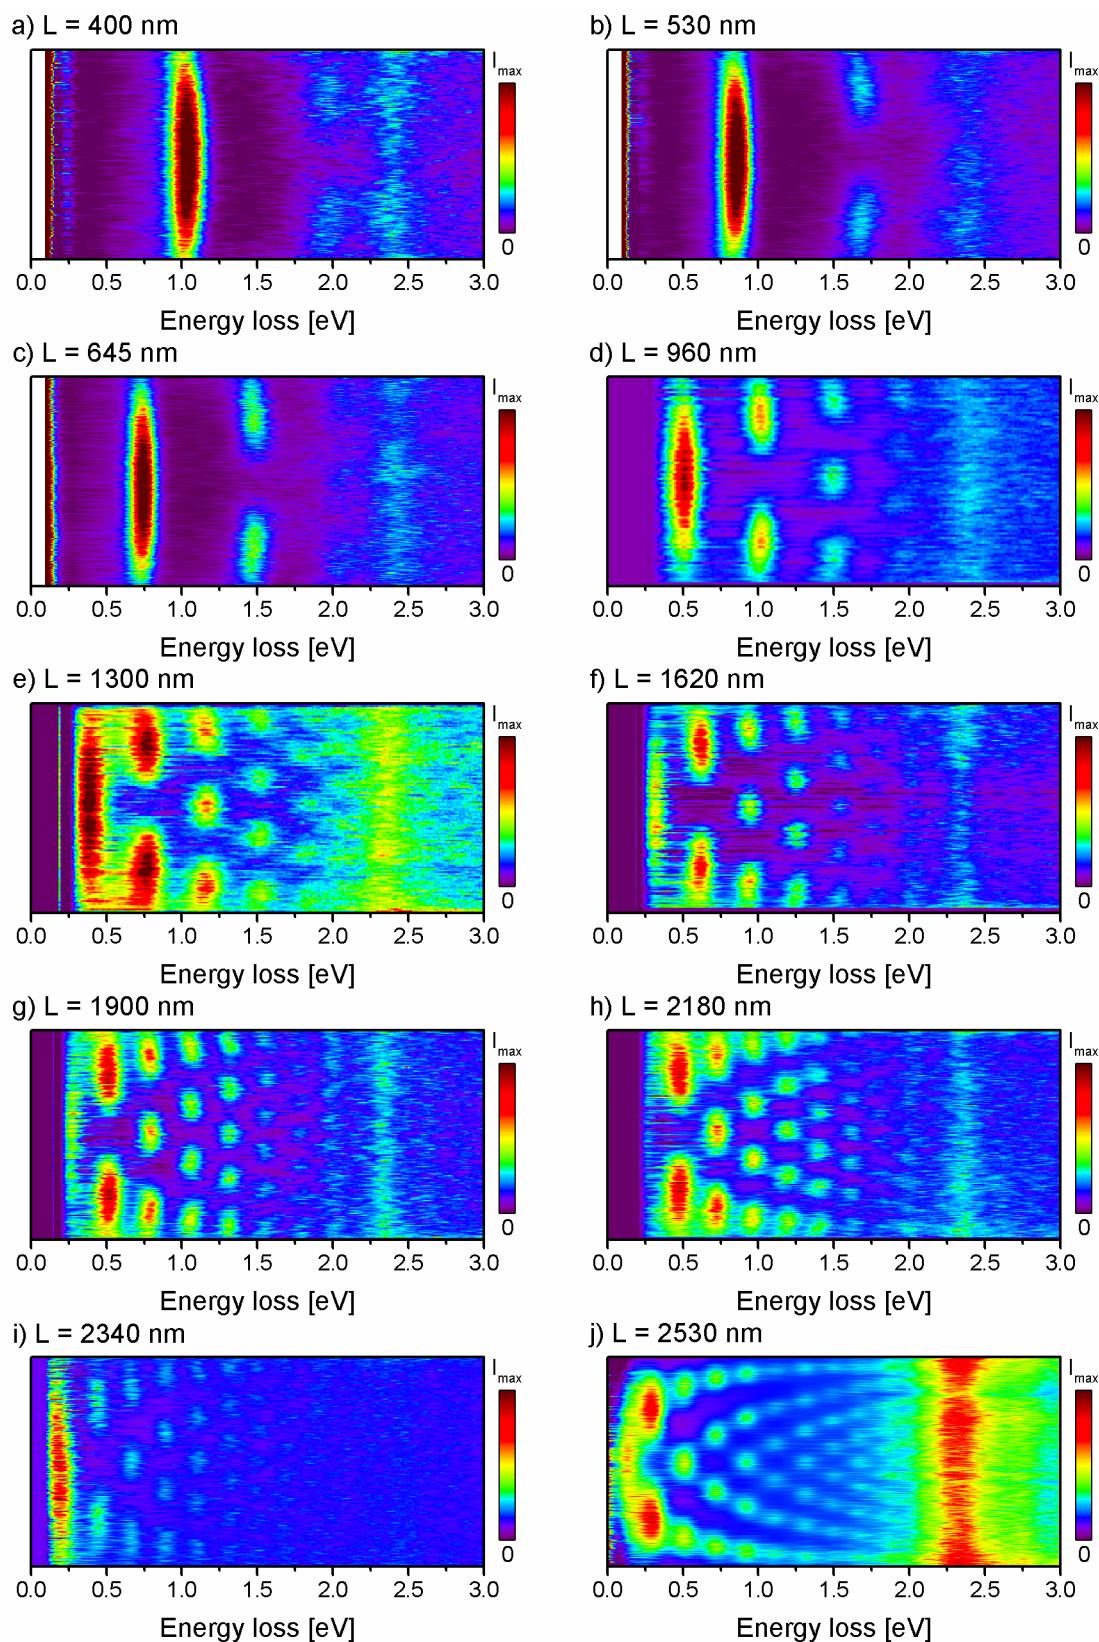 a) L = 400 nm
b) L = 530 nm
Imax
Imax
0
0
0.0 0.5 1.0 1.5 2.0 2.5 3.0
0.0 0.5 1.0 1.5 2.0 2.5 3.0
Energy loss [eV]
Energy loss [eV]
c) L = 645 nm
d) L = 960 nm
Imax
Imax
0
0
0.0 0.5 1.0 1.5 2.0 2.5 3.0
0.0 0.5 1.0 1.5 2.0 2.5 3.0
Energy loss [eV]
Energy loss [eV]
e) L = 1300 nm
f) L = 1620 nm
Imax
Imax
0
0
0.0 0.5 1.0 1.5 2.0 2.5 3.0
0.0 0.5 1.0 1.5 2.0 2.5 3.0
Energy loss [eV]
Energy loss [eV]
g) L = 1900 nm
h) L = 2180 nm
Imax
Imax
0
0
0.0 0.5 1.0 1.5 2.0 2.5 3.0
0.0 0.5 1.0 1.5 2.0 2.5 3.0
Energy loss [eV]
Energy loss [eV]
i) L = 2340 nm
j) L = 2530 nm
Imax
Imax
0
0
0.0 0.5 1.0 1.5 2.0 2.5 3.0
0.0 0.5 1.0 1.5 2.0 2.5 3.0
Energy loss [eV]
Energy loss [eV]